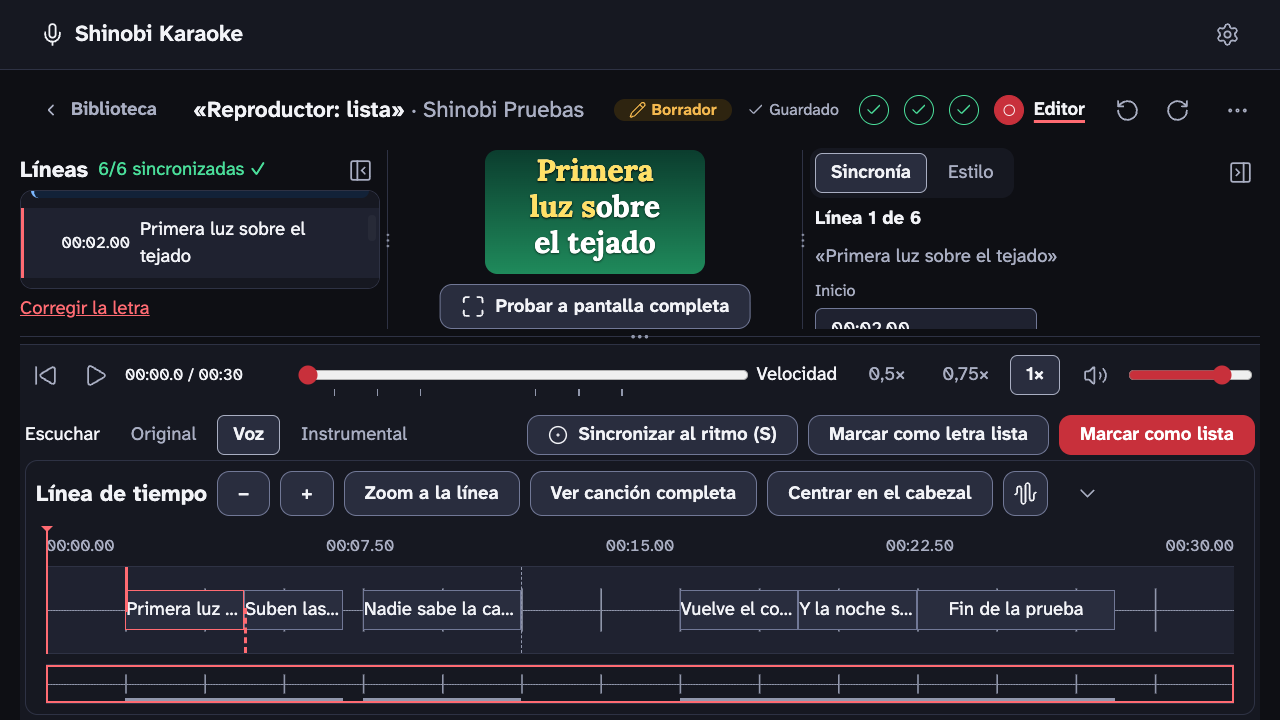 Shinobi Karaoke
Biblioteca
«Reproductor: lista» · Shinobi Pruebas
Borrador
Guardado
Editor
Líneas 6/6 sincronizadas
00:02.00
Primera luz sobre el
tejado
Corregir la letra
Primera
luz sobre
el tejado
Probar a pantalla completa
Sincronía
Estilo
Línea 1 de 6
«Primera luz sobre el tejado»
Inicio
00:02.00
00:00.0 / 00:30
Velocidad
0,5×
0,75×
1×
Escuchar
Original
Voz
Instrumental
Sincronizar al ritmo (S)
Marcar como letra lista
Marcar como lista
Línea de tiempo
−
+
Zoom a la línea
Ver canción completa
Centrar en el cabezal
00:00.00
00:07.50
00:15.00
00:22.50
00:30.00
Primera luz ...
Suben las...
Nadie sabe la ca...
Vuelve el co...
Y la noche s...
Fin de la prueba